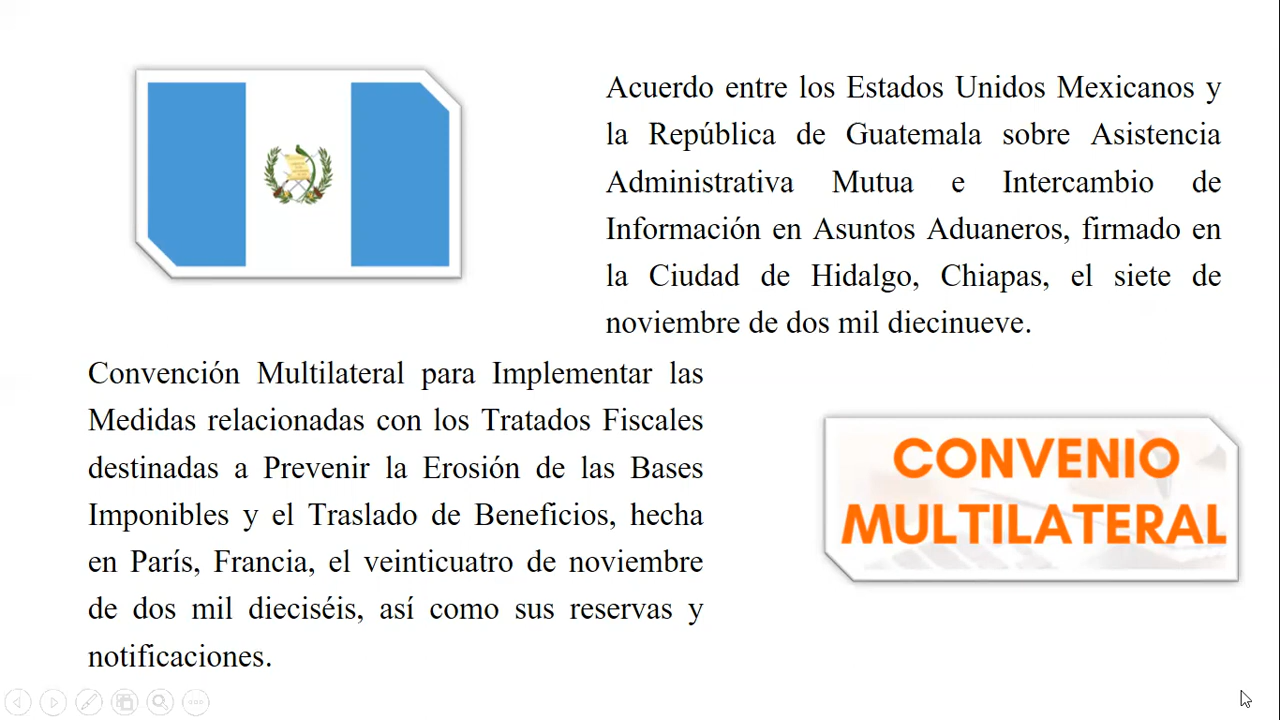 Acuerdo entre los Estados Unidos Mexicanos y
la República de Guatemala sobre Asistencia
Administrativa Mutua e Intercambio de
Información en Asuntos Aduaneros, firmado en
la Ciudad de Hidalgo, Chiapas, el siete de
noviembre de dos mil diecinueve.
Convención Multilateral para Implementar las
Medidas relacionadas con los Tratados Fiscales
destinadas a Prevenir la Erosión de las Bases
Imponibles y el Traslado de Beneficios, hecha
en París, Francia, el veinticuatro de noviembre
de dos mil dieciséis, así como sus reservas y
notificaciones.
CONVENIO
MULTILATERAL